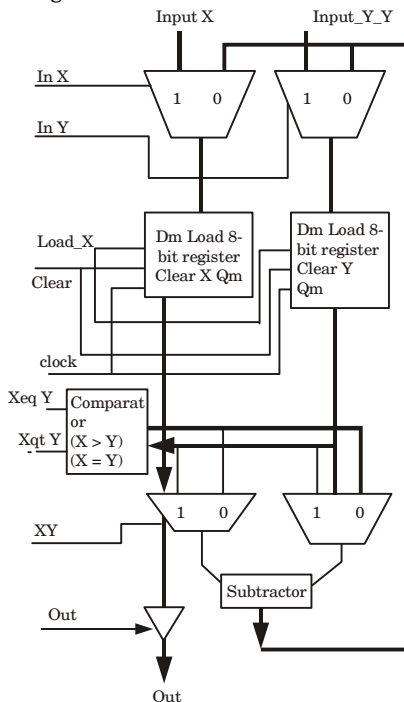 Input X
Input_Y_Y
In X
1 0
1 0
In Y
Dm Load 8-
bit register
Clear X Qm
Dm Load 8-
bit register
Clear Y
Qm
Load_X
Clear
clock
Xeq Y
Comparat
or
(X > Y)
(X = Y)
Xqt Y
1 0
1 0
XY
Subtractor
Out
Out